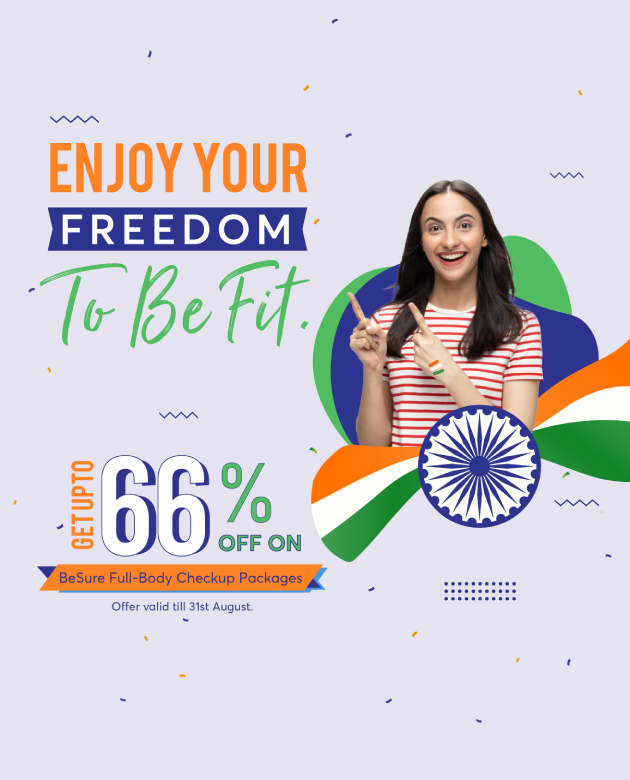 ENJOY YOUR
FREEDOM
To Be Fit.
GET UPTO
66%
OFF ON
BeSure Full-Body Checkup Packages
Offer valid till 31st August.